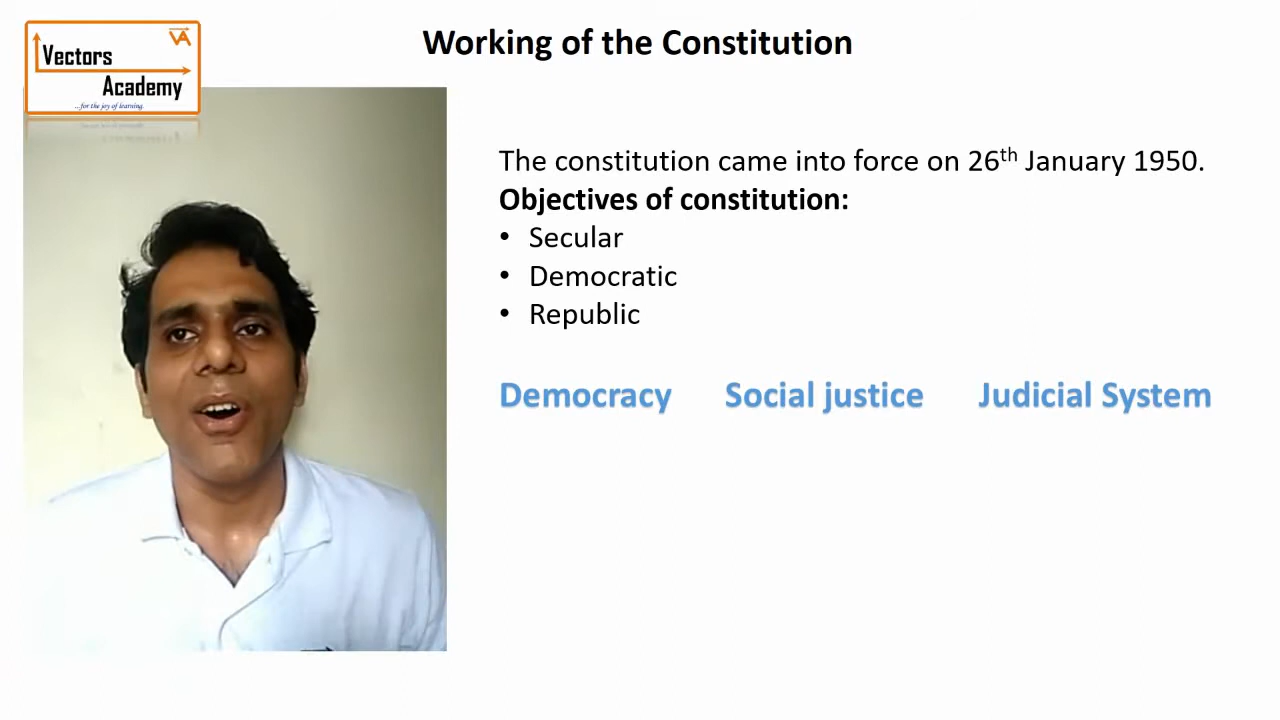 Vectors
Academy
...for the joy of learning.
VA
Working of the Constitution
The constitution came into force on 26th January 1950.
Objectives of constitution:
• Secular
• Democratic
• Republic
Democracy Social justice Judicial System